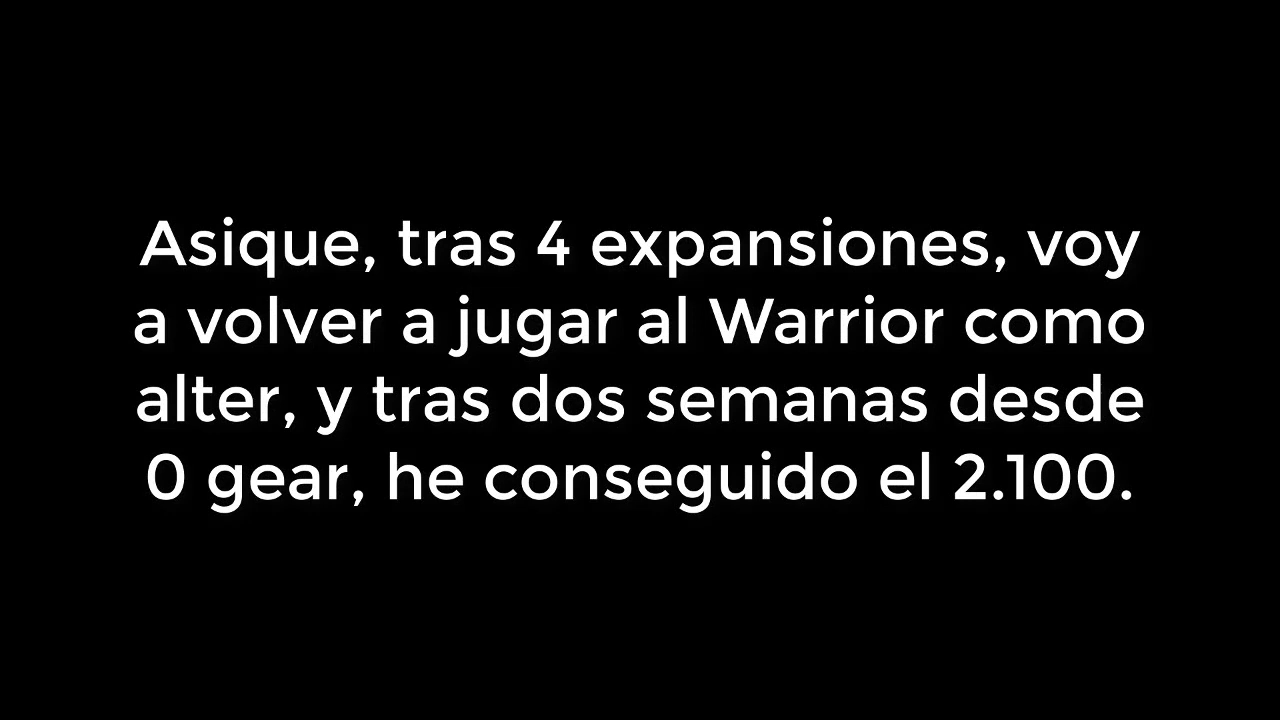 Asique, tras 4 expansiones, voy
a volver a jugar al Warrior como
alter, y tras dos semanas desde
0 gear, he conseguido el 2.100.